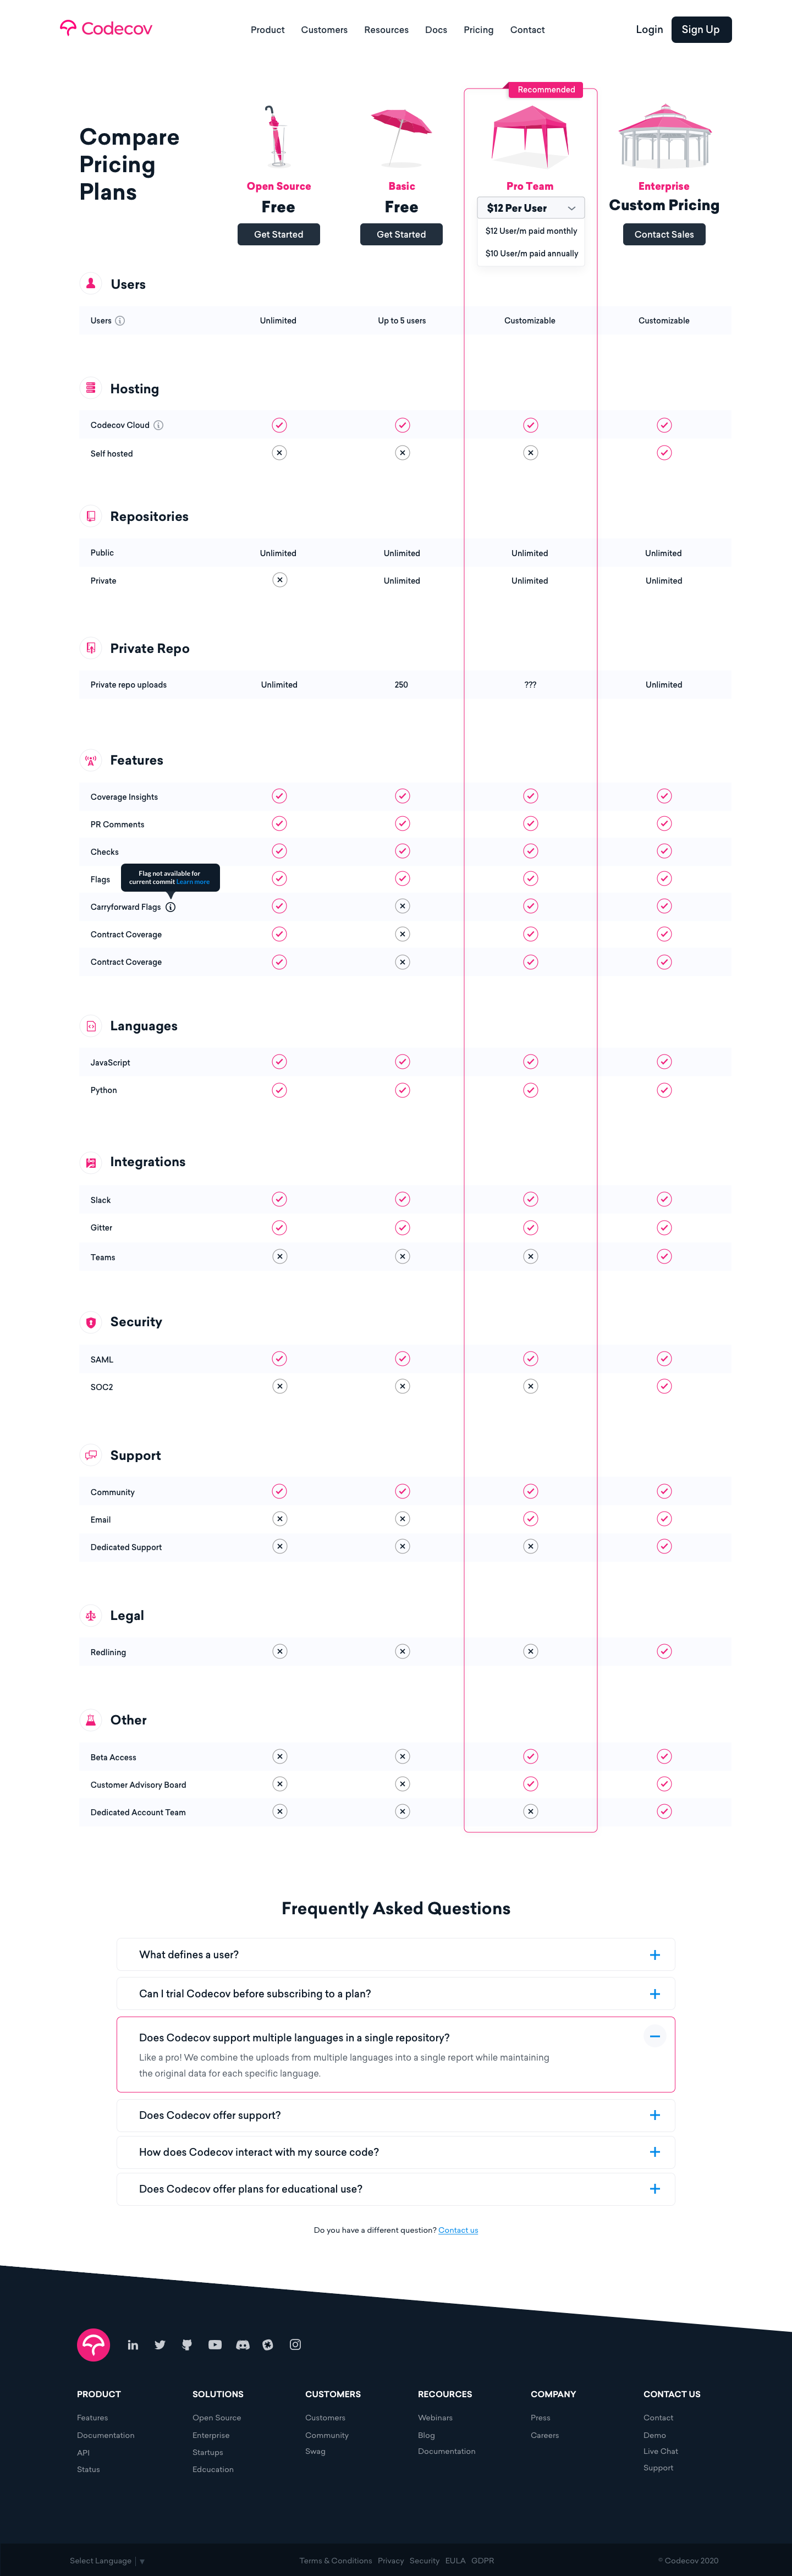 Codecov
Product Customers Resources Docs Pricing Contact
Login Sign Up
Recommended
Compare
Pricing
Plans
Open Source Basic Pro Team Enterprise
Free Free $12 Per User Custom Pricing
Get Started Get Started $12 User/m paid monthly Contact Sales
$10 User/m paid annually
Users
Users Unlimited Up to 5 users Customizable Customizable
Hosting
Codecov Cloud
Self hosted
Repositories
Public Unlimited Unlimited Unlimited Unlimited
Private Unlimited Unlimited Unlimited
Private Repo
Private repo uploads Unlimited 250 ??? Unlimited
Features
Coverage Insights
PR Comments
Checks
Flag not available for
current commit Learn more
Flags
Carryforward Flags
Contract Coverage
Contract Coverage
Languages
JavaScript
Python
Integrations
Slack
Gitter
Teams
Security
SAML
SOC2
Support
Community
Email
Dedicated Support
Legal
Redlining
Other
Beta Access
Customer Advisory Board
Dedicated Account Team
Frequently Asked Questions
What defines a user?
Can I trial Codecov before subscribing to a plan?
Does Codecov support multiple languages in a single repository?
Like a pro! We combine the uploads from multiple languages into a single report while maintaining
the original data for each specific language.
Does Codecov offer support?
How does Codecov interact with my source code?
Does Codecov offer plans for educational use?
Do you have a different question? Contact us
in
PRODUCT SOLUTIONS CUSTOMERS RECOURCES COMPANY CONTACT US
Features Open Source Customers Webinars Press Contact
Documentation Enterprise Community Blog Careers Demo
API Startups Swag Documentation Live Chat
Status Edcucation Support
Select Language | ▼ Terms & Conditions Privacy Security EULA GDPR © Codecov 2020